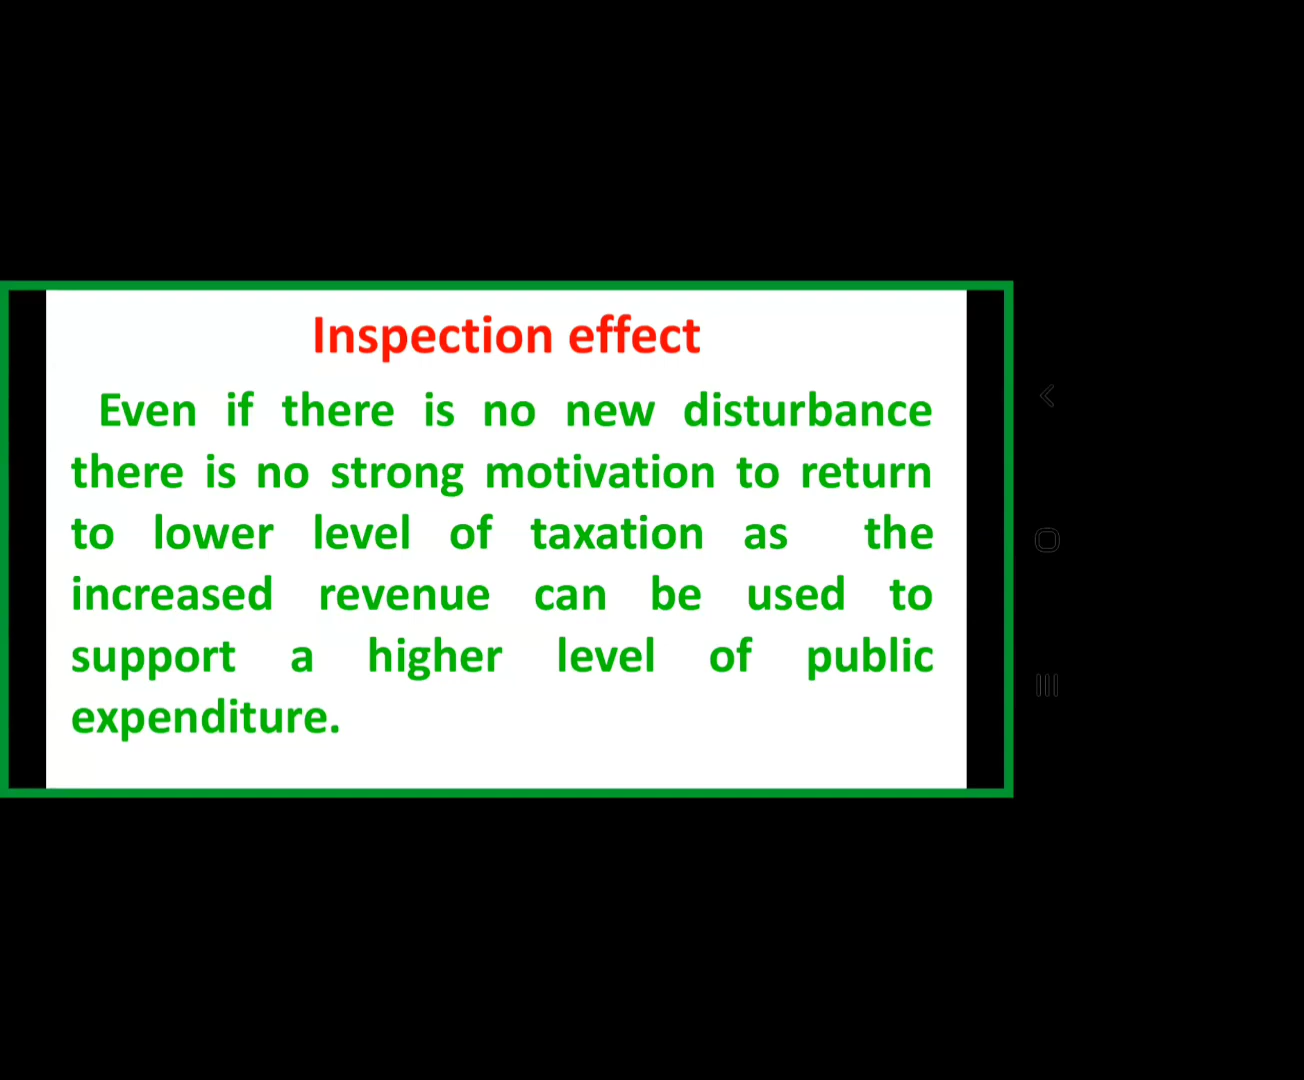 Inspection effect
Even if there is no new disturbance
there is no strong motivation to return
to lower level of taxation as the
increased revenue can be used to
support a higher level of public
expenditure.